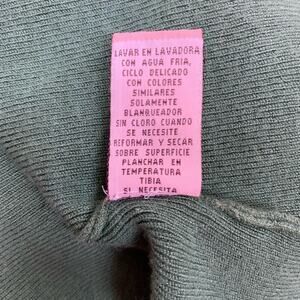 LAVAR EN LAVADORA
CON AGUA FRIA,
CICLO DELICADO
CON COLORES
SIMILARES
SOLAMENTE
BLANQUEADOR
SIN CLORO CUANDO
SE NECESITE
REFORMAR Y SECAR
SOBRE SUPERFICIE
PLANCHAR EN
TEMPERATURA
TIBIA
SI NECESITA